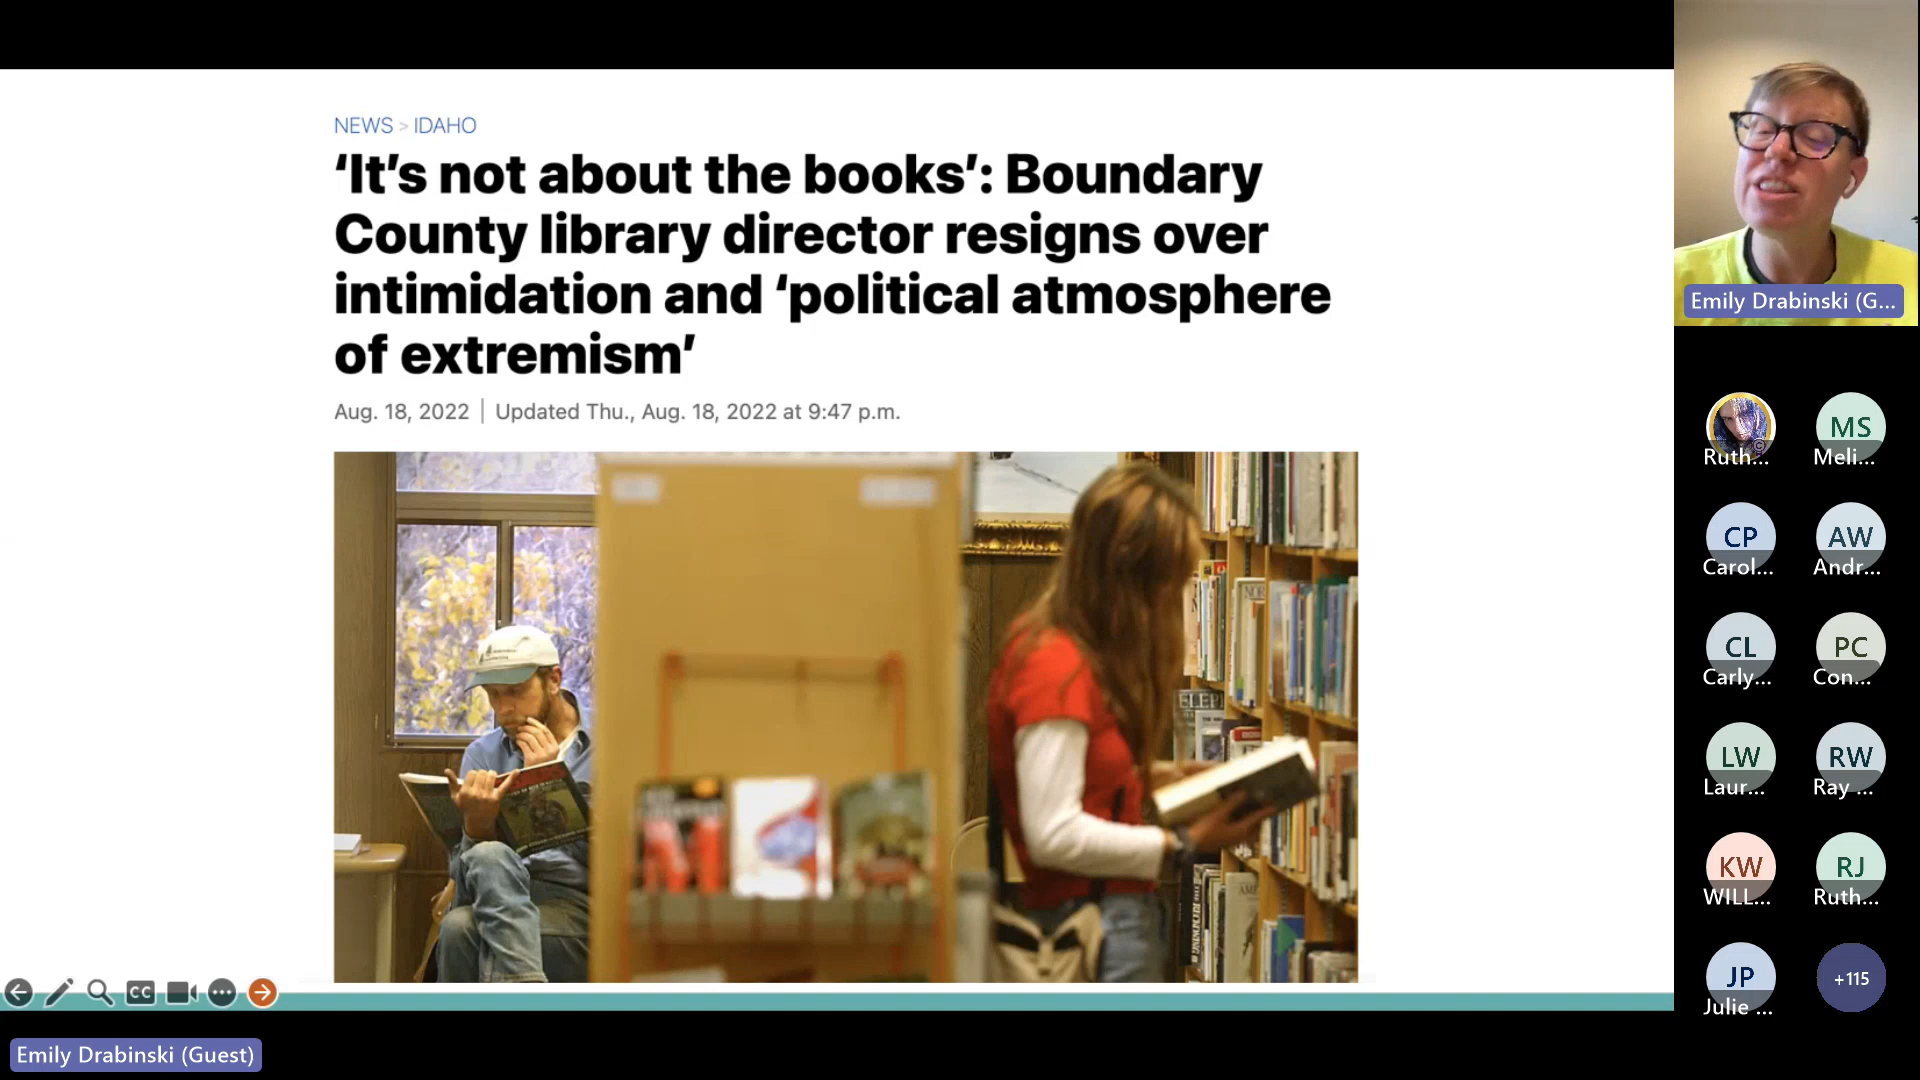 NEWS > IDAHO
‘It’s not about the books’: Boundary
County library director resigns over
intimidation and ‘political atmosphere
of extremism’
Aug. 18, 2022 | Updated Thu., Aug. 18, 2022 at 9:47 p.m.
ELEP
CC
Emily Drabinski (Guest)
Emily Drabinski (G...
Ruth...
MS
Meli...
CP
Carol...
AW
Andr...
CL
Carly...
PC
Con...
LW
Laur...
RW
Ray ...
KW
WILL...
RJ
Ruth...
JP
Julie ...
+115